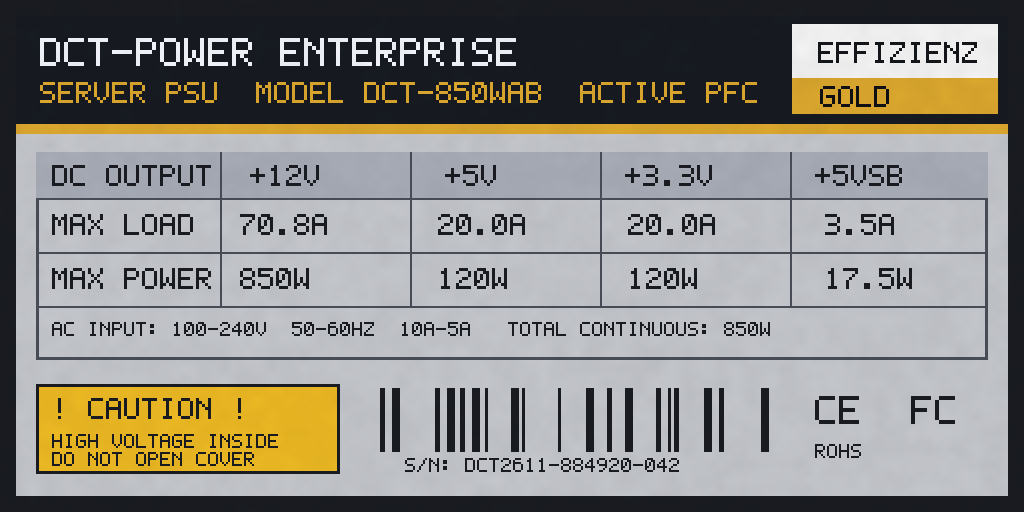 DCT-POWER ENTERPRISE
SERVER PSU MODEL DCT-850WAB ACTIVE PFC
EFFIZIENZ
GOLD
DC OUTPUT +12V +5V +3.3V +5VSB
MAX LOAD 70.8A 20.0A 20.0A 3.5A
MAX POWER 850W 120W 120W 17.5W
AC INPUT: 100-240V 50-60HZ 10A-5A TOTAL CONTINUOUS: 850W
! CAUTION !
HIGH VOLTAGE INSIDE
DO NOT OPEN COVER
S/N: DCT2611-884920-042
CE FC
ROHS